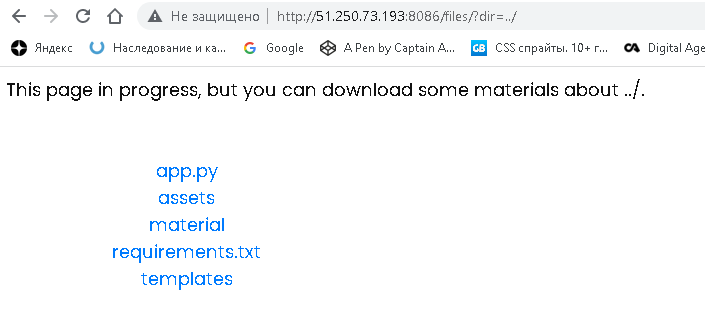 Не защищено | http://51.250.73.193:8086/files/?dir=../
Яндекс Наследование и ка... Google A Pen by Captain A... GB CSS спрайты. 10+ г... CA Digital Age
This page in progress, but you can download some materials about ../.
app.py
assets
material
requirements.txt
templates